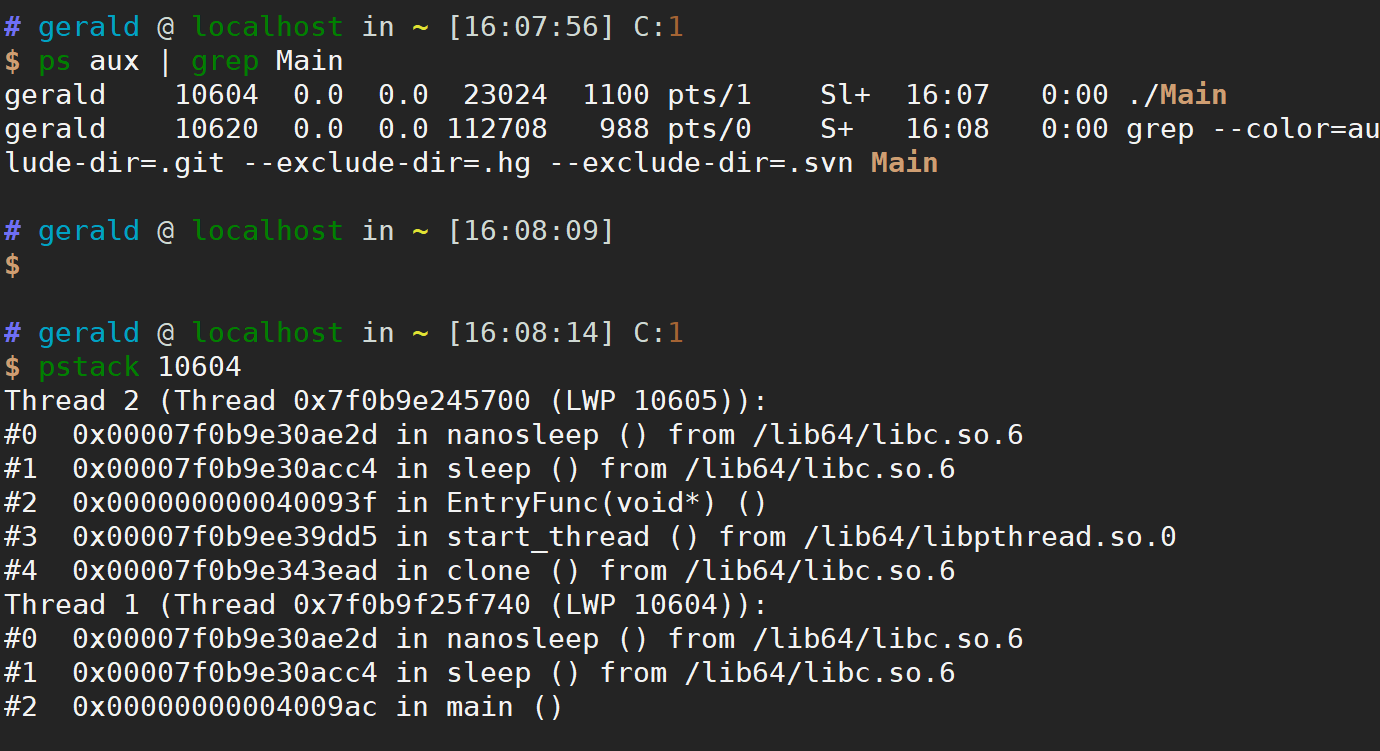 # gerald @ localhost in ~ [16:07:56] C:1
$ ps aux | grep Main
gerald    10604  0.0  0.0  23024  1100 pts/1    Sl+  16:07   0:00 ./Main
gerald    10620  0.0  0.0 112708   988 pts/0    S+   16:08   0:00 grep --color=au
lude-dir=.git --exclude-dir=.hg --exclude-dir=.svn Main
# gerald @ localhost in ~ [16:08:09]
$
# gerald @ localhost in ~ [16:08:14] C:1
$ pstack 10604
Thread 2 (Thread 0x7f0b9e245700 (LWP 10605)):
#0  0x00007f0b9e30ae2d in nanosleep () from /lib64/libc.so.6
#1  0x00007f0b9e30acc4 in sleep () from /lib64/libc.so.6
#2  0x000000000040093f in EntryFunc(void*) ()
#3  0x00007f0b9ee39dd5 in start_thread () from /lib64/libpthread.so.0
#4  0x00007f0b9e343ead in clone () from /lib64/libc.so.6
Thread 1 (Thread 0x7f0b9f25f740 (LWP 10604)):
#0  0x00007f0b9e30ae2d in nanosleep () from /lib64/libc.so.6
#1  0x00007f0b9e30acc4 in sleep () from /lib64/libc.so.6
#2  0x00000000004009ac in main ()